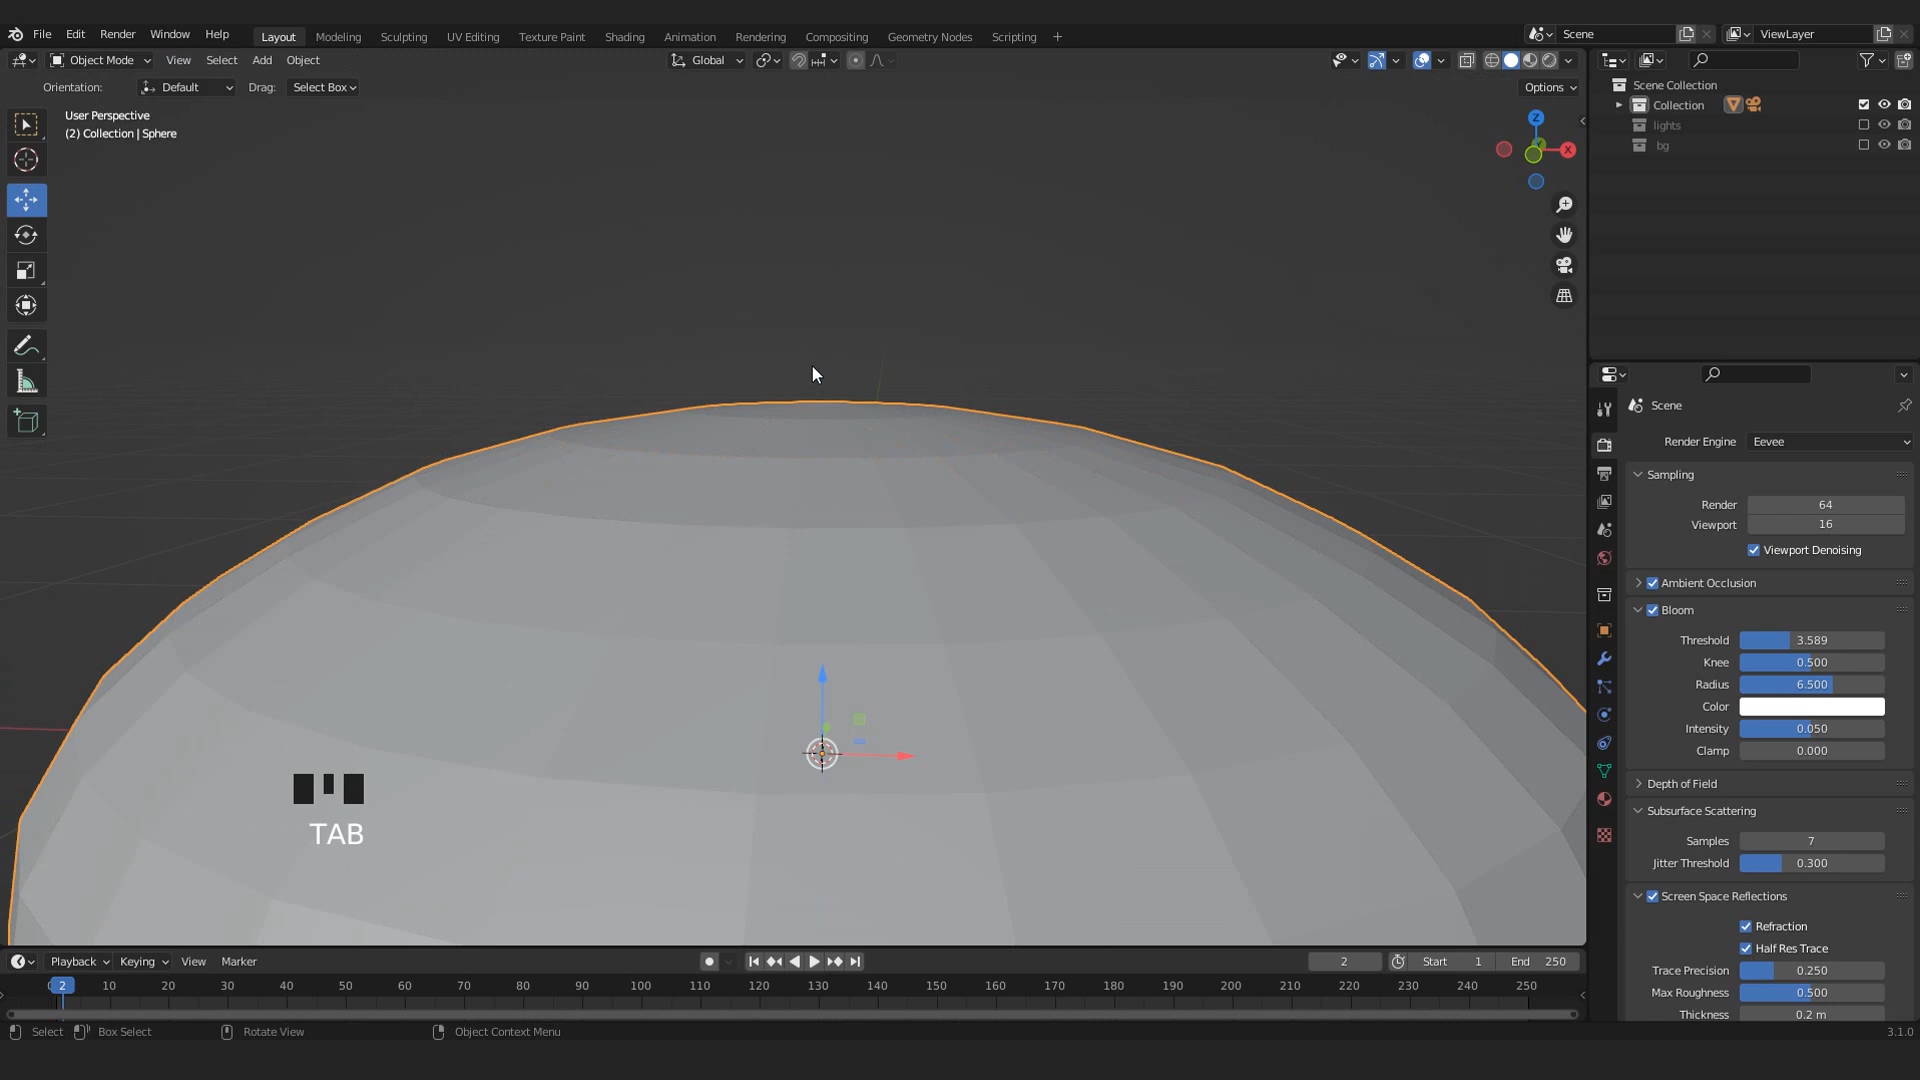 File Edit Render Window Help Layout Modeling Sculpting UV Editing Texture Paint Shading Animation Rendering Compositing Geometry Nodes Scripting + Scene ViewLayer
Object Mode View Select Add Object Global
Orientation: Default Drag: Select Box Options
User Perspective
(2) Collection | Sphere
Z
X
TAB
Scene Collection
Collection
lights
bg
Scene
Render Engine Eevee
Sampling
Render 64
Viewport 16
Viewport Denoising
Ambient Occlusion
Bloom
Threshold 3.589
Knee 0.500
Radius 6.500
Color
Intensity 0.050
Clamp 0.000
Depth of Field
Subsurface Scattering
Samples 7
Jitter Threshold 0.300
Screen Space Reflections
Refraction
Half Res Trace
Trace Precision 0.250
Max Roughness 0.500
Thickness 0.2 m
Playback Keying View Marker 2 Start 1 End 250
2 10 20 30 40 50 60 70 80 90 100 110 120 130 140 150 160 170 180 190 200 210 220 230 240 250
Select Box Select Rotate View Object Context Menu 3.1.0